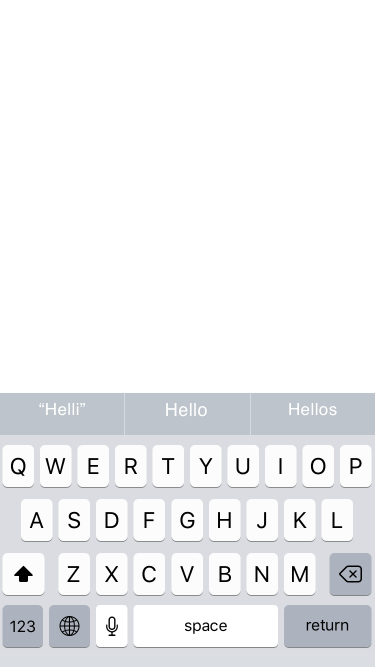 “Helli” Hello Hellos
Q W E R T Y U I O P
A S D F G H J K L
Z X C V B N M
123 space return